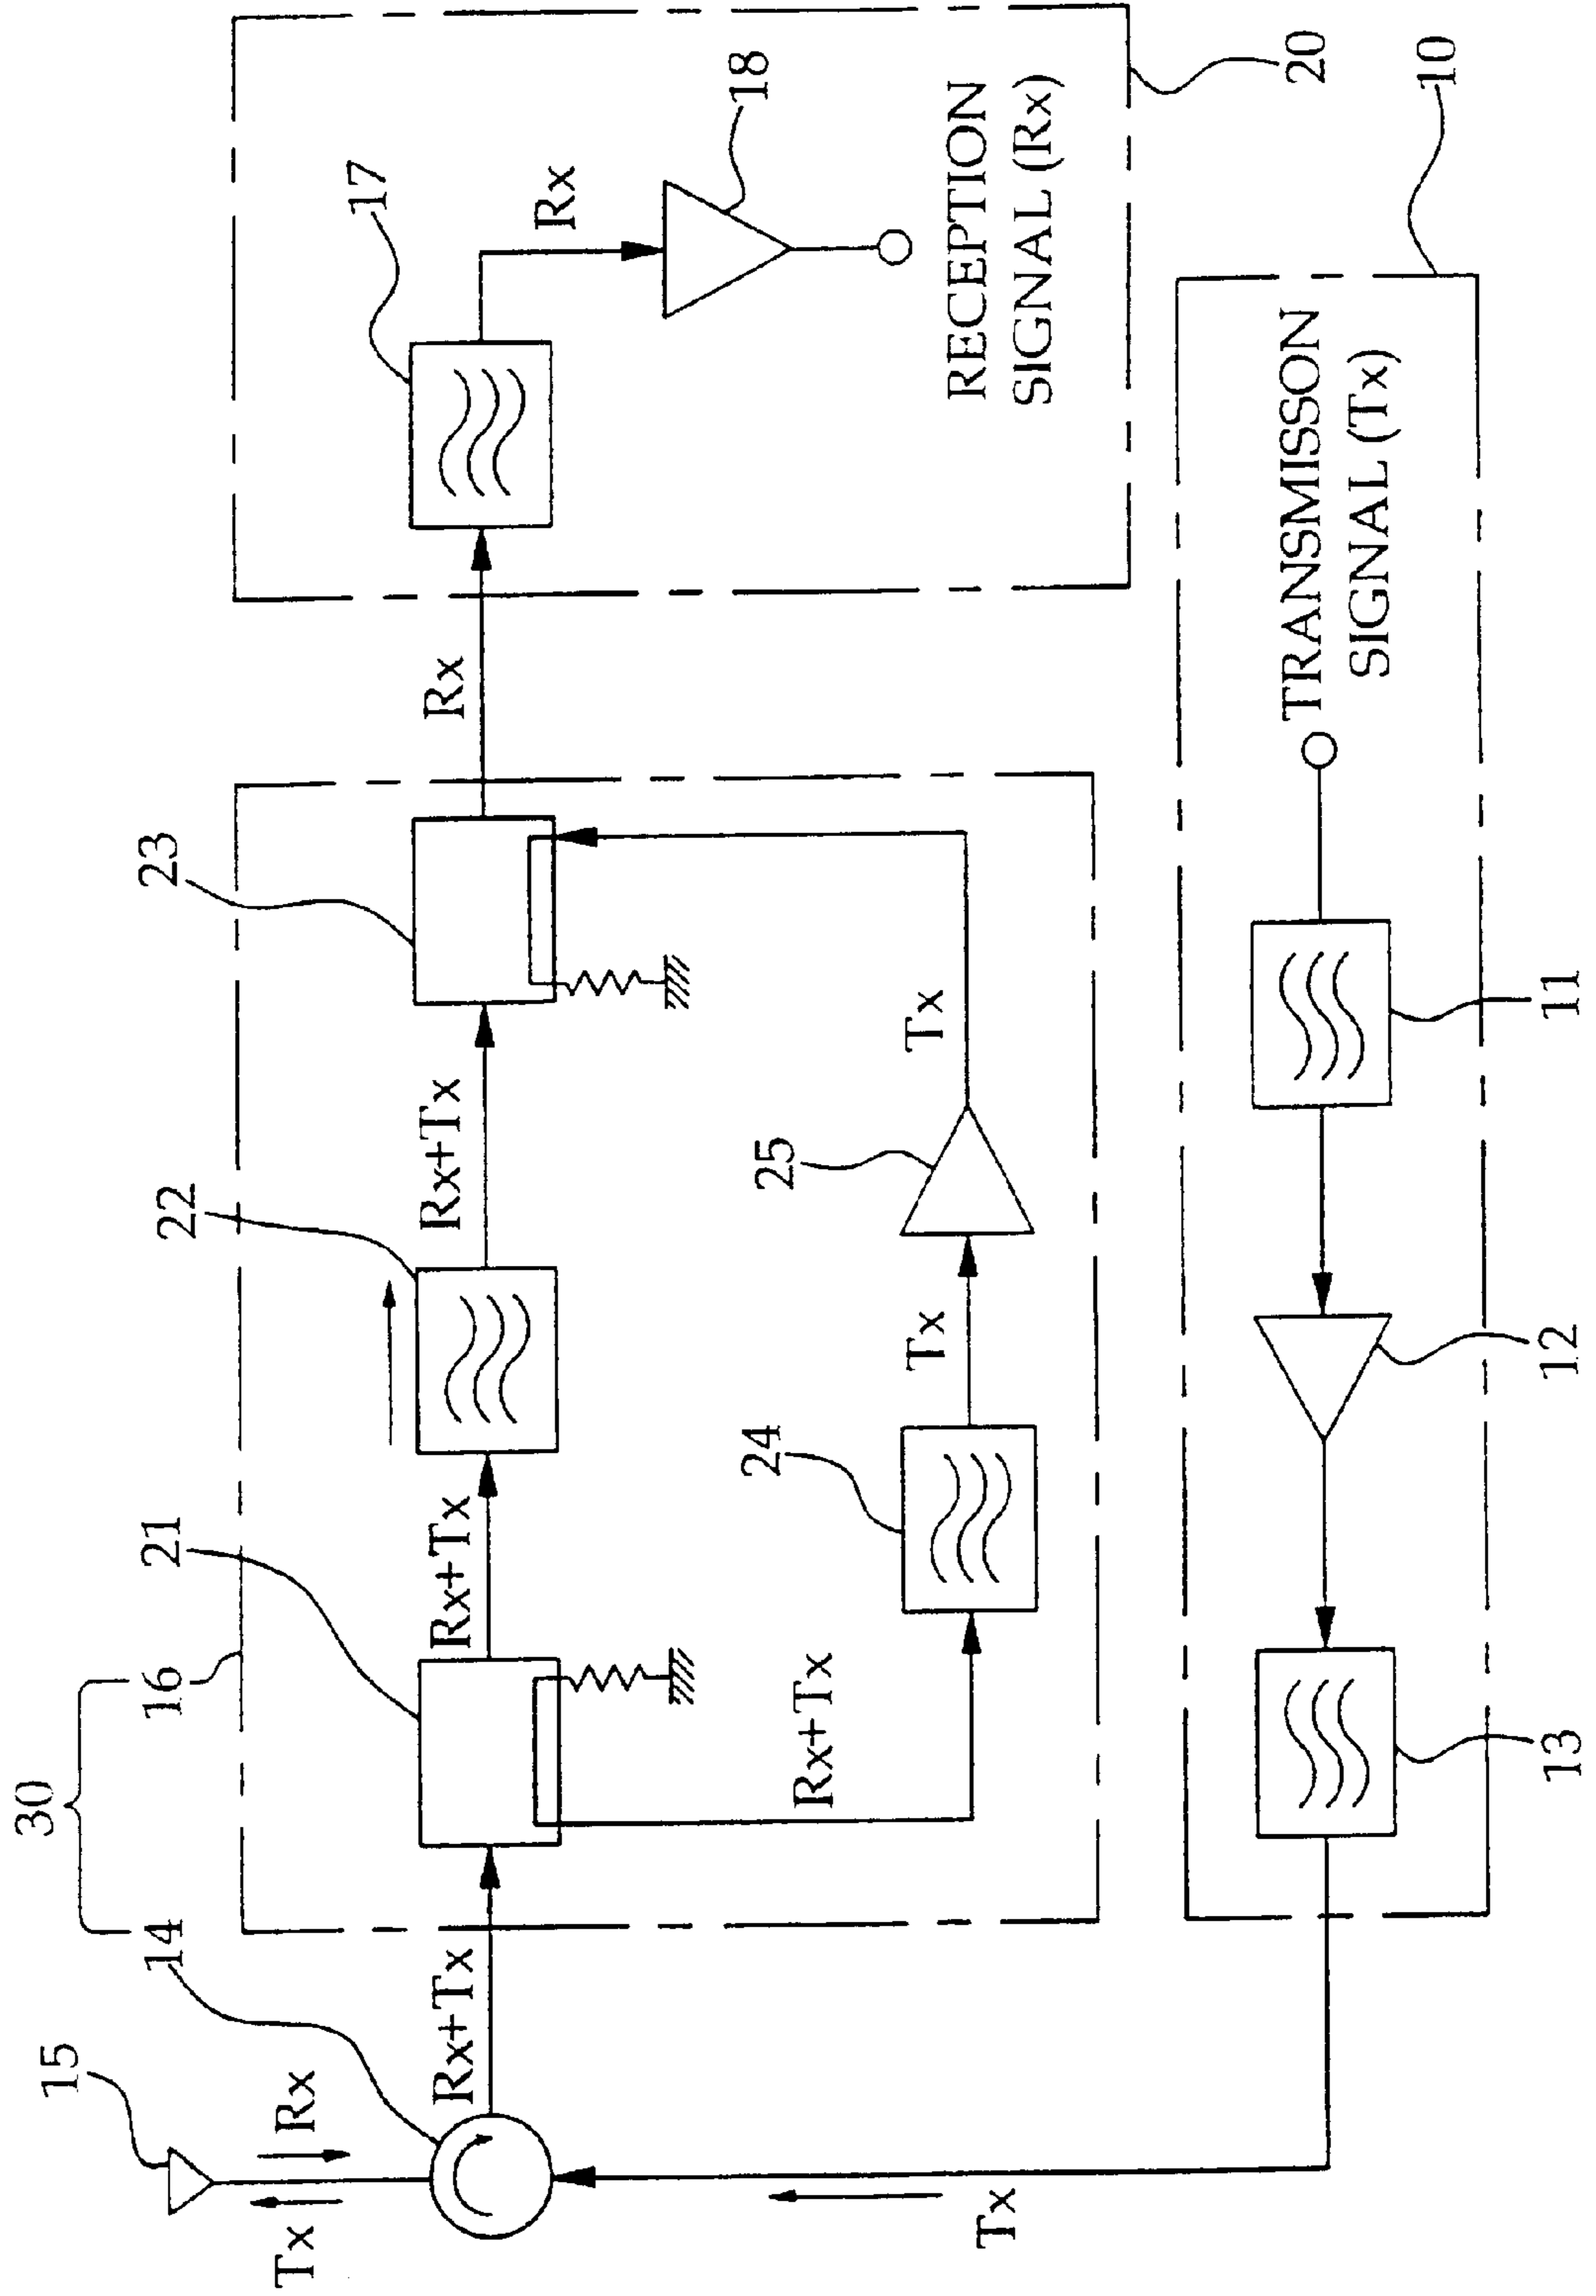 30
15
14
16
21
22
23
Tx
Rx
17
Rx+Tx
Rx+Tx
Rx+Tx
Rx
Rx
18
24
25
Rx+Tx
Tx
Tx
RECEPTION
SIGNAL (Rx)
20
Tx
TRANSMISSON
SIGNAL (Tx)
10
13
12
11